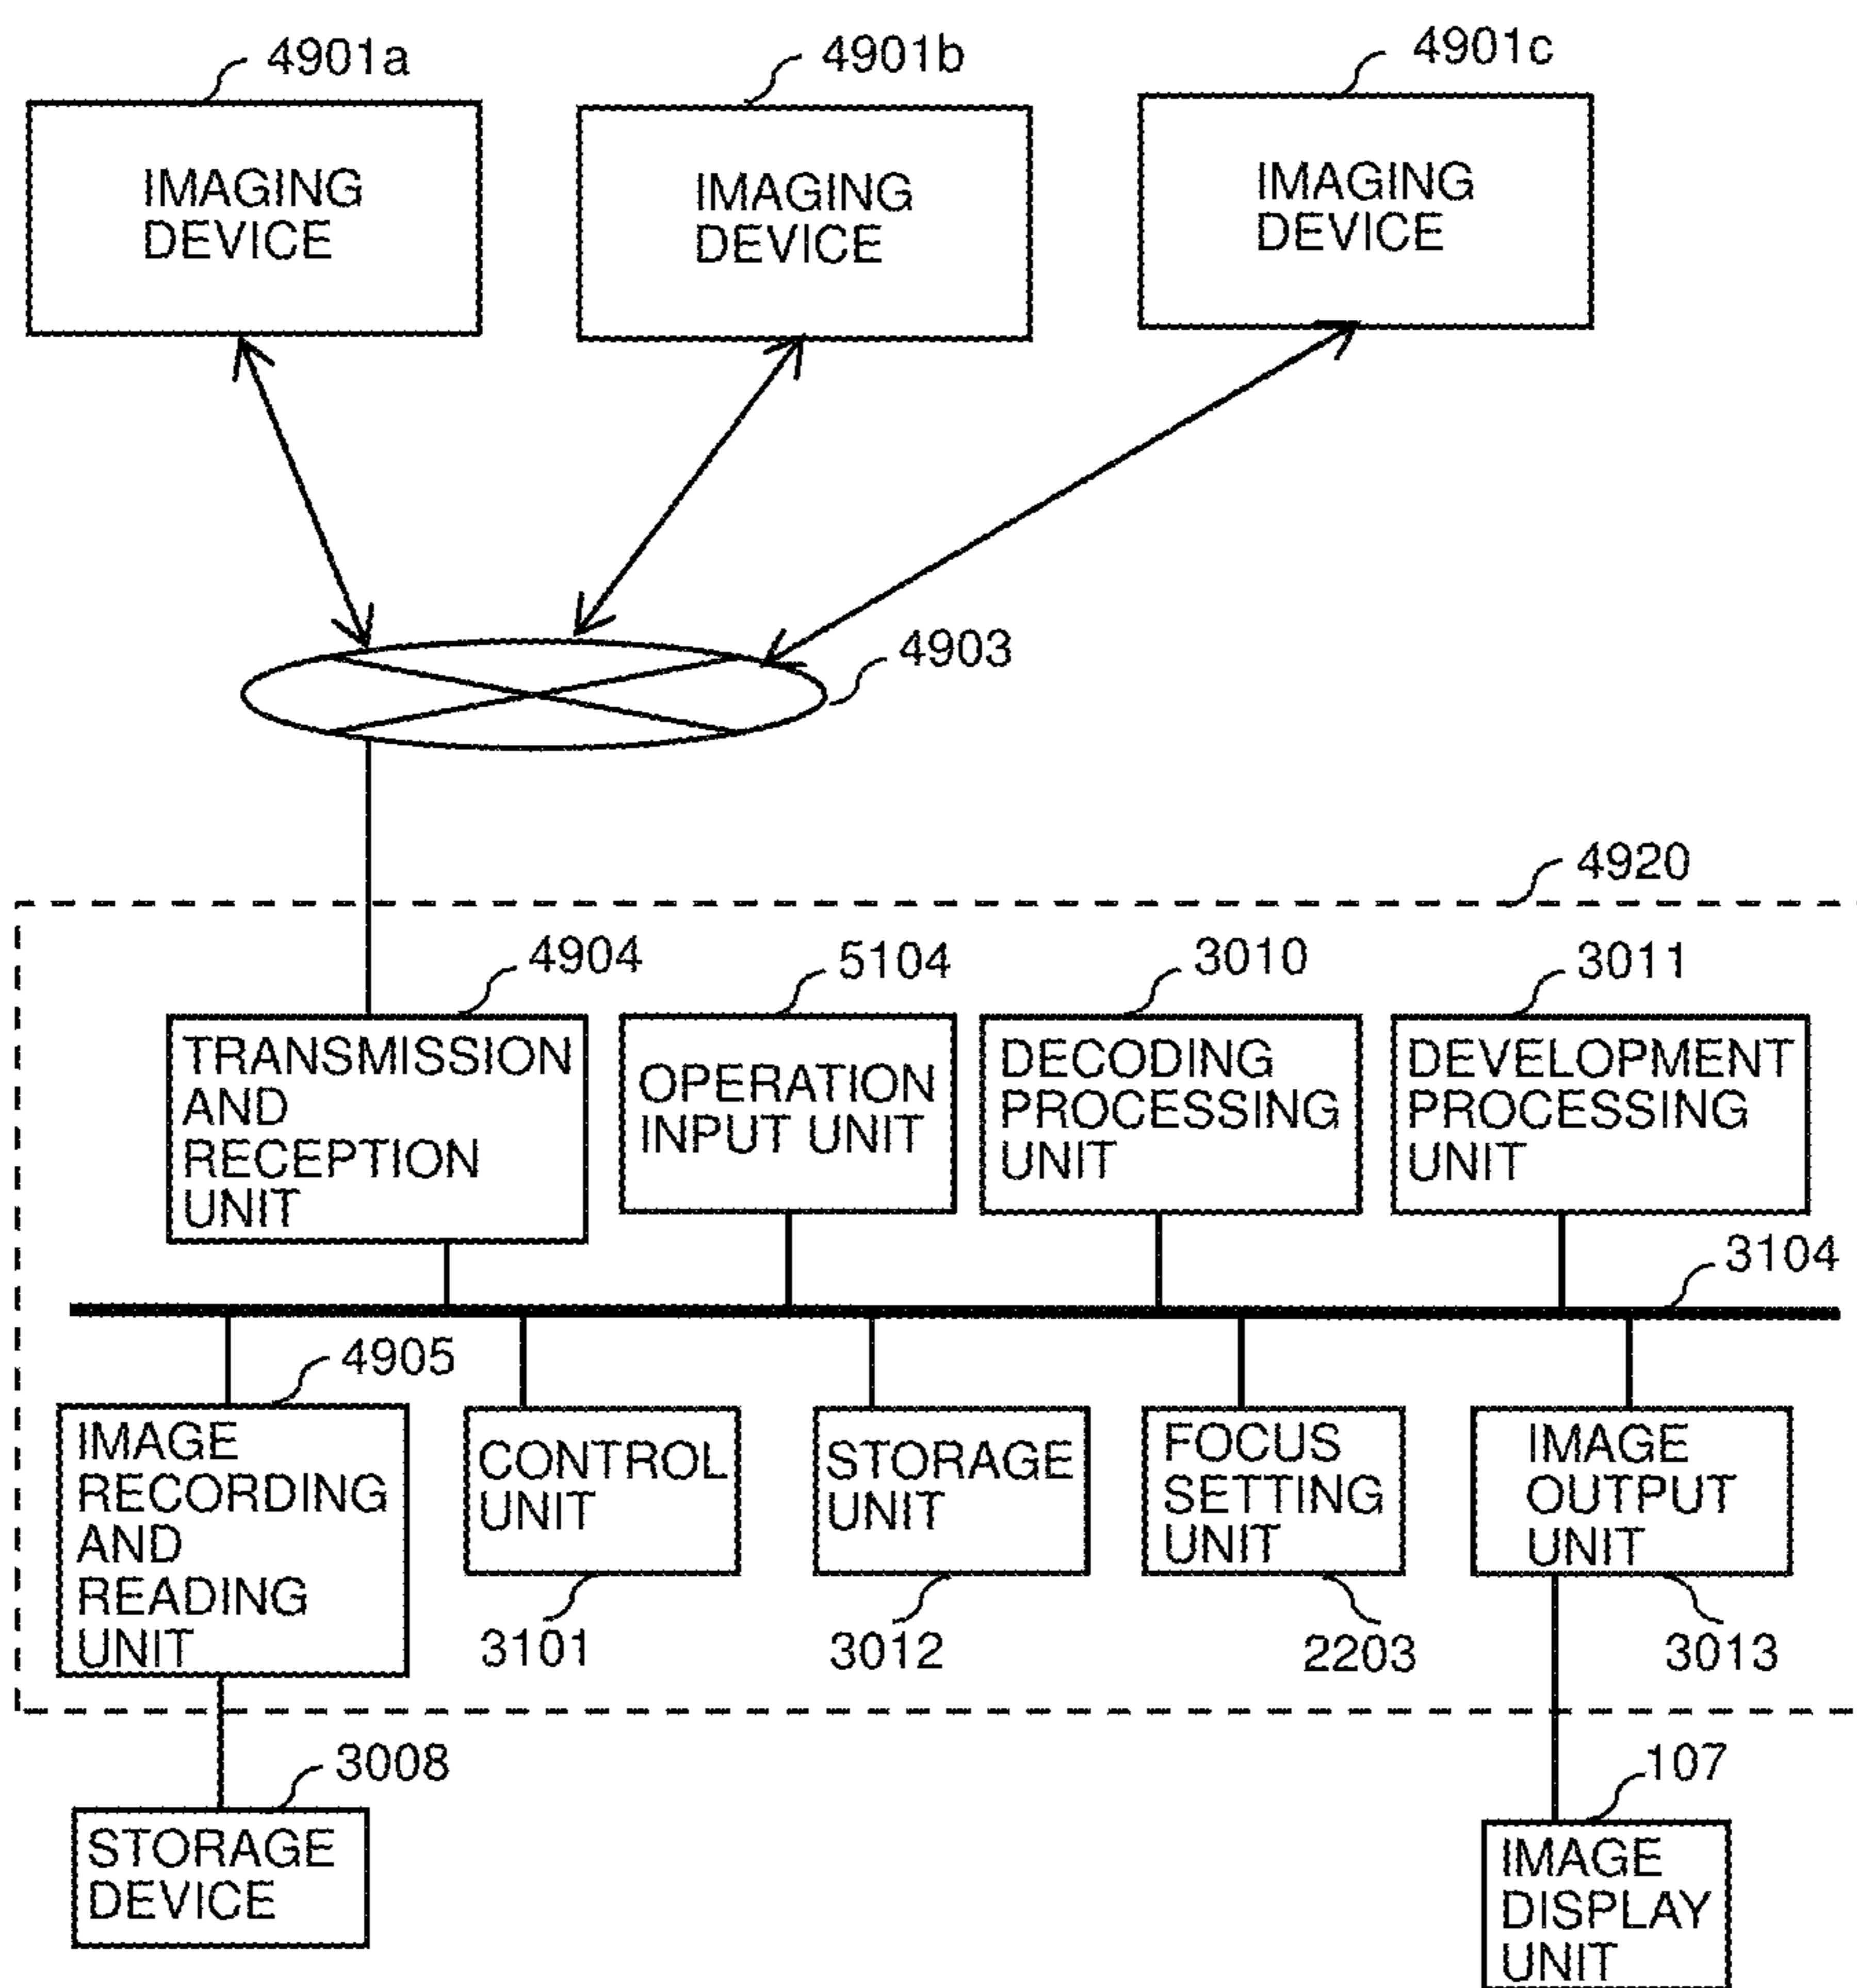 4901a
4901b
4901c
IMAGING
DEVICE
IMAGING
DEVICE
IMAGING
DEVICE
4903
4920
4904
5104
3010
3011
TRANSMISSION
AND
RECEPTION
UNIT
OPERATION
INPUT UNIT
DECODING
PROCESSING
UNIT
DEVELOPMENT
PROCESSING
UNIT
3104
4905
IMAGE
RECORDING
AND
READING
UNIT
CONTROL
UNIT
STORAGE
UNIT
FOCUS
SETTING
UNIT
IMAGE
OUTPUT
UNIT
3101
3012
2203
3013
3008
107
STORAGE
DEVICE
IMAGE
DISPLAY
UNIT